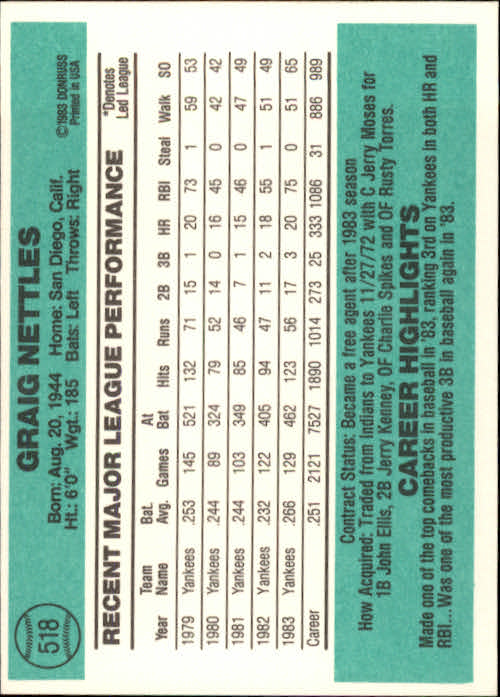 518
GRAIG NETTLES
©1983 DONRUSS
Printed in USA
Born: Aug. 20, 1944 Home: San Diego, Calif.
Ht.: 6'0" Wgt.: 185 Bats: Left Throws: Right
RECENT MAJOR LEAGUE PERFORMANCE
*Denotes
Led League
Year Team Name Bat. Avg. Games At Bat Hits Runs 2B 3B HR RBI Steal Walk SO
1979 Yankees .253 145 521 132 71 15 1 20 73 1 59 53
1980 Yankees .244 89 324 79 52 14 0 16 45 0 42 42
1981 Yankees .244 103 349 85 46 7 1 15 46 0 47 49
1982 Yankees .232 122 405 94 47 11 2 18 55 1 51 49
1983 Yankees .266 129 462 123 56 17 3 20 75 0 51 65
Career .251 2121 7527 1890 1014 273 25 333 1086 31 886 989
Contract Status: Became a free agent after 1983 season
How Acquired: Traded from Indians to Yankees 11/27/72 with C Jerry Moses for
1B John Ellis, 2B Jerry Kenney, OF Charlie Spikes and OF Rusty Torres.
CAREER HIGHLIGHTS
Made one of the top comebacks in baseball in '83, ranking 3rd on Yankees in both HR and
RBI... Was one of the most productive 3B in baseball again in '83.